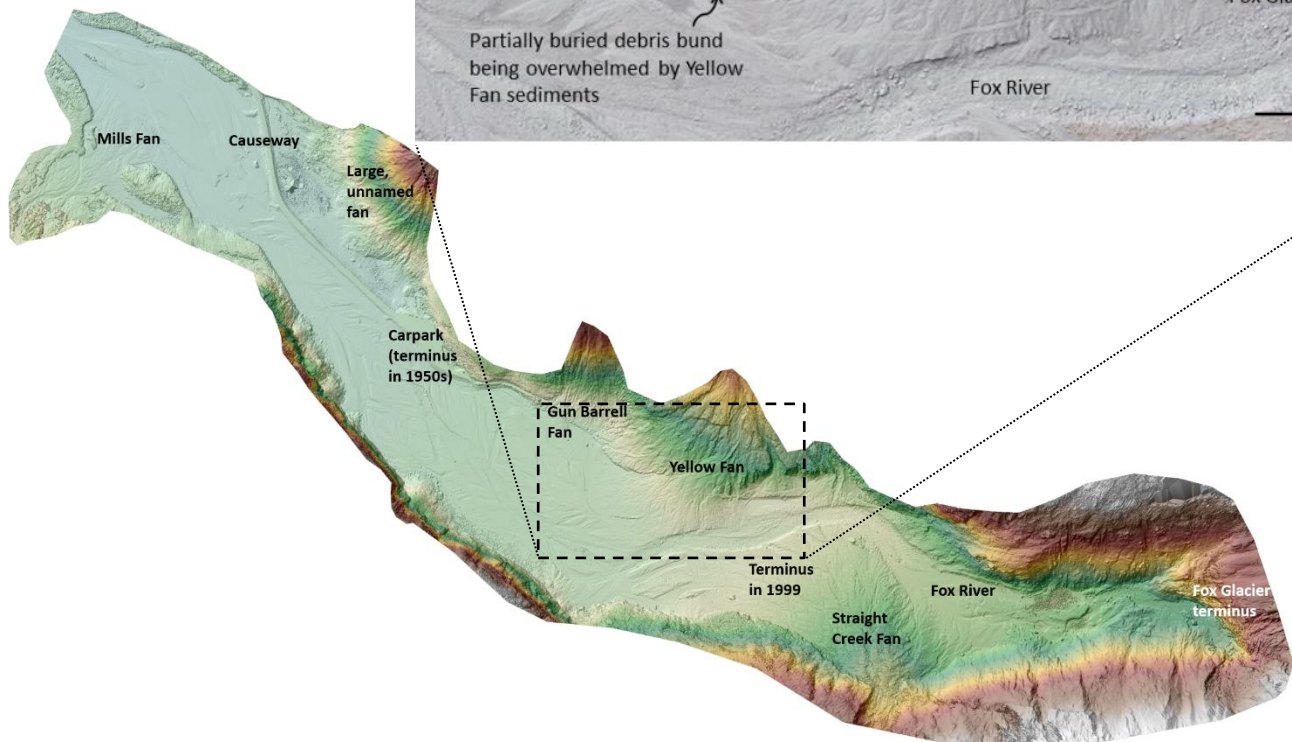 Partially buried debris bund
being overwhelmed by Yellow
Fan sediments
Fox River
Mills Fan
Causeway
Large,
unnamed
fan
Carpark
(terminus
in 1950s)
Gun Barrell
Fan
Yellow Fan
Terminus
in 1999
Fox River
Straight
Creek Fan
Fox Glacier
terminus